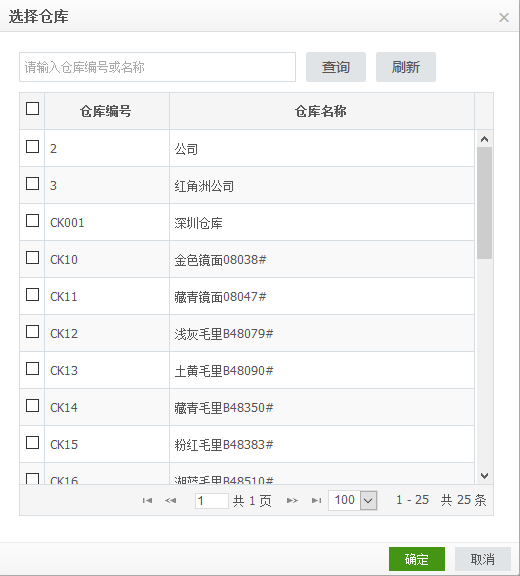 选择仓库
请输入仓库编号或名称 查询 刷新
仓库编号 仓库名称
2 公司
3 红角洲公司
CK001 深圳仓库
CK10 金色镜面08038#
CK11 藏青镜面08047#
CK12 浅灰毛里B48079#
CK13 土黄毛里B48090#
CK14 藏青毛里B48350#
CK15 粉红毛里B48383#
CK16 湖蓝毛里B48510#
1 共 1 页 100 1 - 25 共 25 条
确定 取消